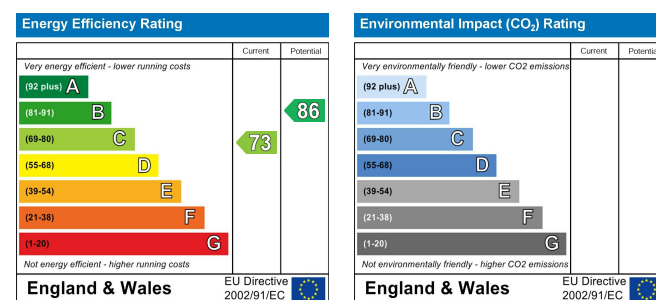 Energy Efficiency Rating
Current Potential
Very energy efficient - lower running costs
(92 plus) A
(81-91) B
86
(69-80) C
73
(55-68) D
(39-54) E
(21-38) F
(1-20) G
Not energy efficient - higher running costs
England & Wales
EU Directive
2002/91/EC
Environmental Impact (CO2) Rating
Current Potentia
Very environmentally friendly - lower CO2 emissions
(92 plus) A
(81-91) B
(69-80) C
(55-68) D
(39-54) E
(21-38) F
(1-20) G
Not environmentally friendly - higher CO2 emissions
England & Wales
EU Directive
2002/91/EC